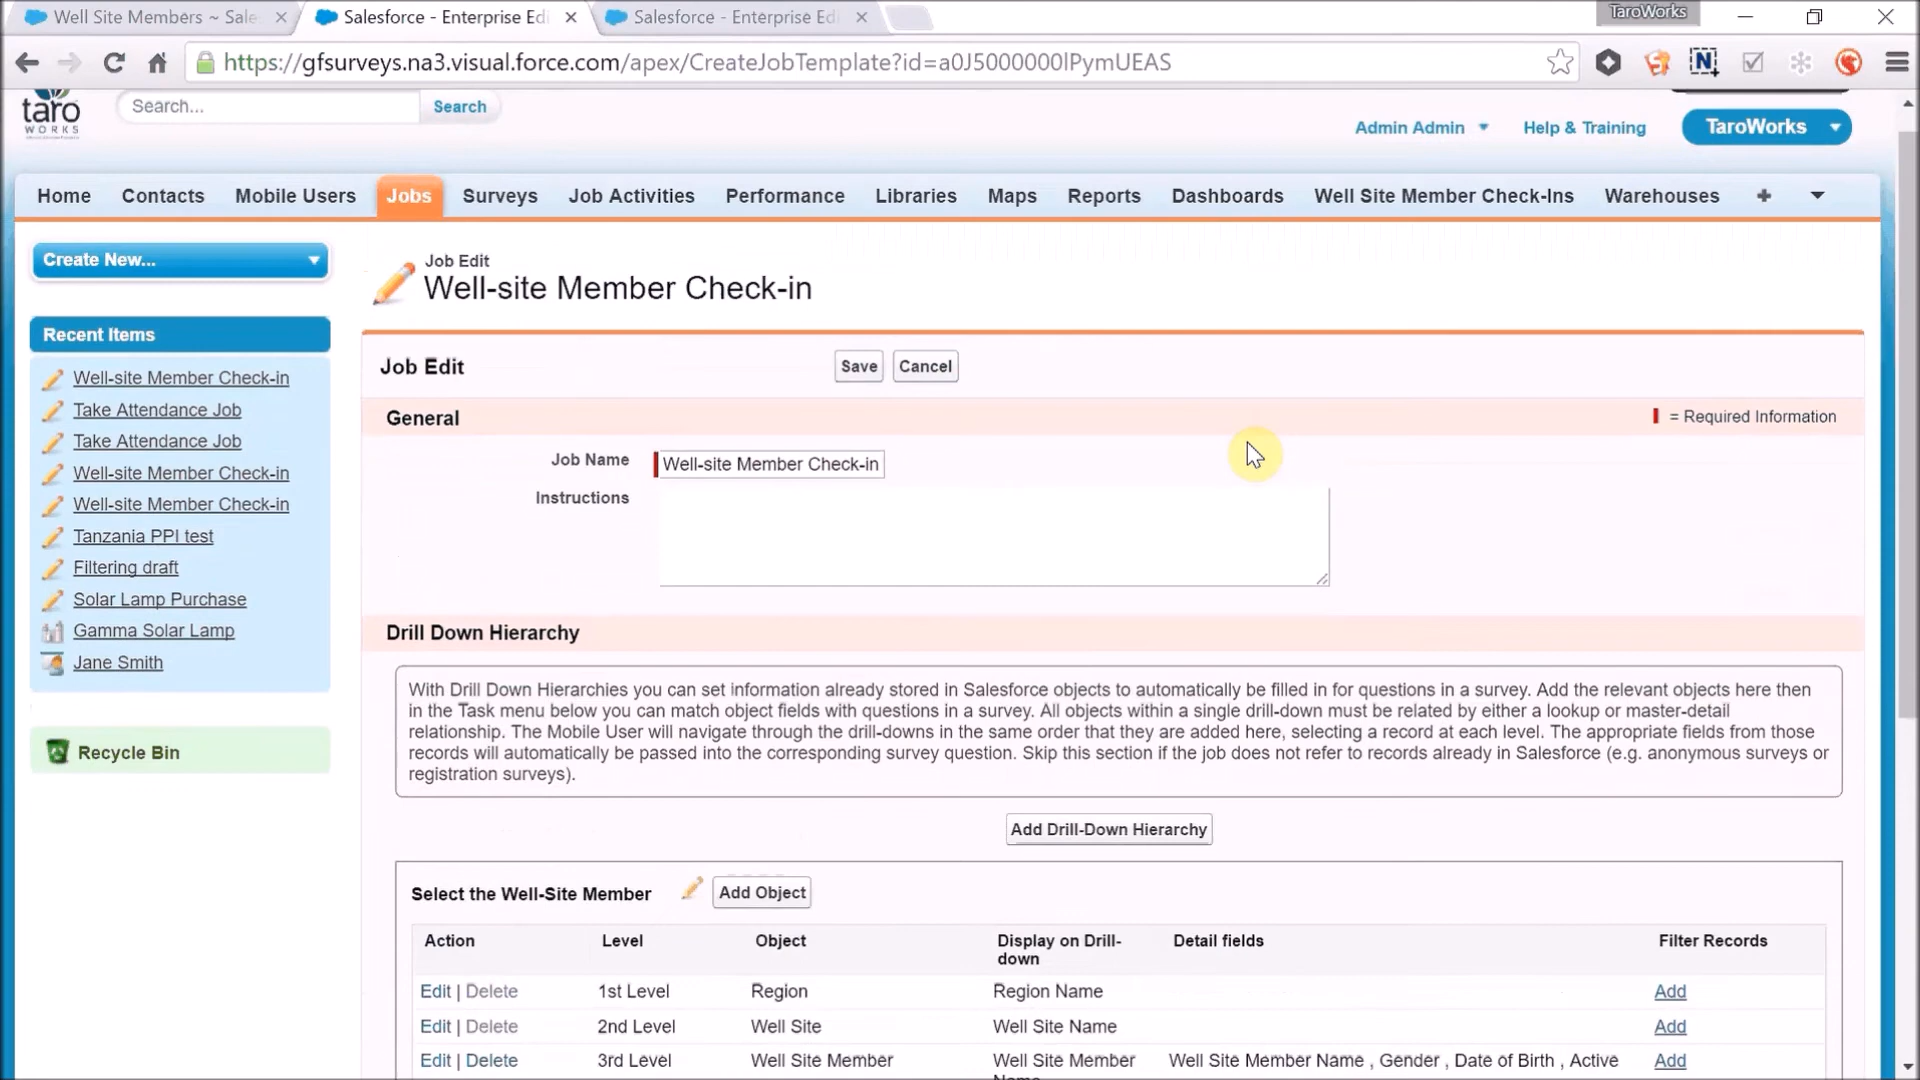 Well Site Members ~ Sale
Salesforce - Enterprise Edi
Salesforce - Enterprise Edi
TaroWorks
https://gfsurveys.na3.visual.force.com/apex/CreateJobTemplate?id=a0J5000000lPymUEAS
taro
WORKS
Search...
Search
Admin Admin
Help & Training
TaroWorks
Home
Contacts
Mobile Users
Jobs
Surveys
Job Activities
Performance
Libraries
Maps
Reports
Dashboards
Well Site Member Check-Ins
Warehouses
+
Create New...
Recent Items
Well-site Member Check-in
Take Attendance Job
Take Attendance Job
Well-site Member Check-in
Well-site Member Check-in
Tanzania PPI test
Filtering draft
Solar Lamp Purchase
Gamma Solar Lamp
Jane Smith
Recycle Bin
Job Edit
Well-site Member Check-in
Job Edit
Save
Cancel
General
= Required Information
Job Name
Well-site Member Check-in
Instructions
Drill Down Hierarchy
With Drill Down Hierarchies you can set information already stored in Salesforce objects to automatically be filled in for questions in a survey. Add the relevant objects here then
in the Task menu below you can match object fields with questions in a survey. All objects within a single drill-down must be related by either a lookup or master-detail
relationship. The Mobile User will navigate through the drill-downs in the same order that they are added here, selecting a record at each level. The appropriate fields from those
records will automatically be passed into the corresponding survey question. Skip this section if the job does not refer to records already in Salesforce (e.g. anonymous surveys or
registration surveys).
Add Drill-Down Hierarchy
Select the Well-Site Member
Add Object
Action Level Object Display on Drill-
down Detail fields Filter Records
Edit | Delete 1st Level Region Region Name Add
Edit | Delete 2nd Level Well Site Well Site Name Add
Edit | Delete 3rd Level Well Site Member Well Site Member Well Site Member Name , Gender , Date of Birth , Active Add